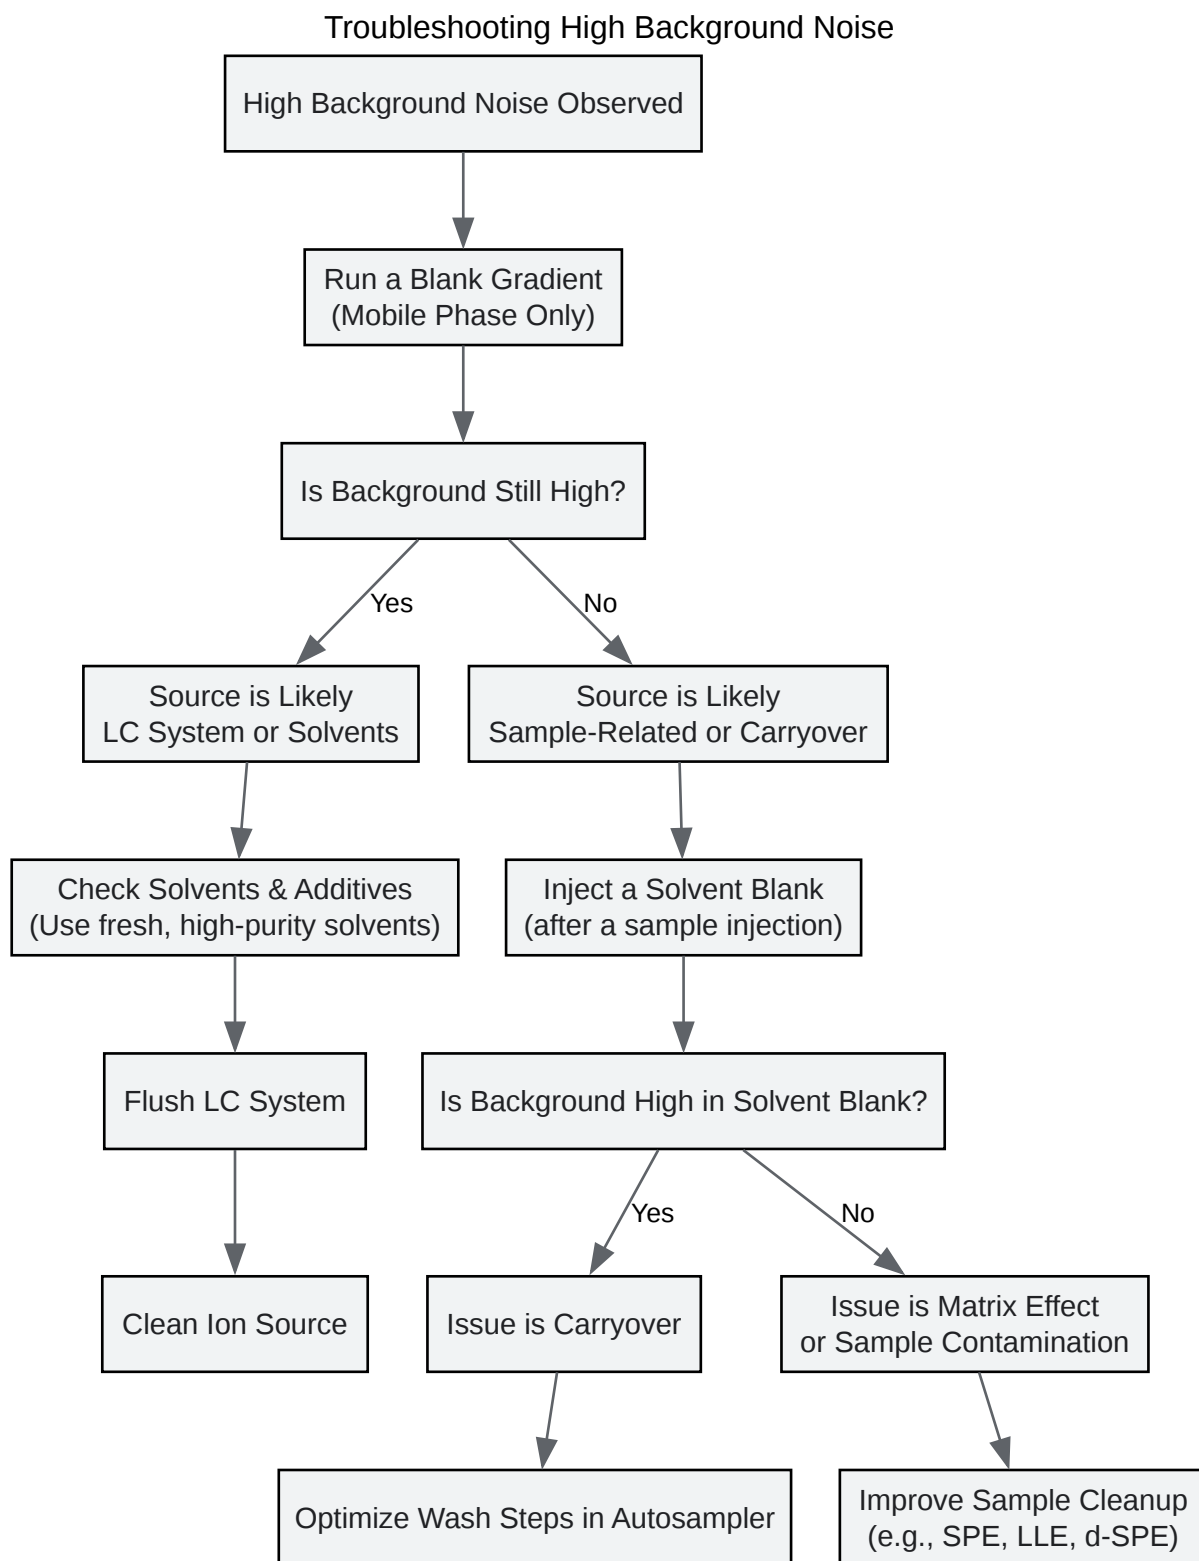 Troubleshooting High Background Noise
High Background Noise Observed
Run a Blank Gradient
(Mobile Phase Only)
Is Background Still High?
Yes
No
Source is Likely
LC System or Solvents
Source is Likely
Sample-Related or Carryover
Check Solvents & Additives
(Use fresh, high-purity solvents)
Inject a Solvent Blank
(after a sample injection)
Flush LC System
Is Background High in Solvent Blank?
Yes
No
Clean Ion Source
Issue is Carryover
Issue is Matrix Effect
or Sample Contamination
Optimize Wash Steps in Autosampler
Improve Sample Cleanup
(e.g., SPE, LLE, d-SPE)